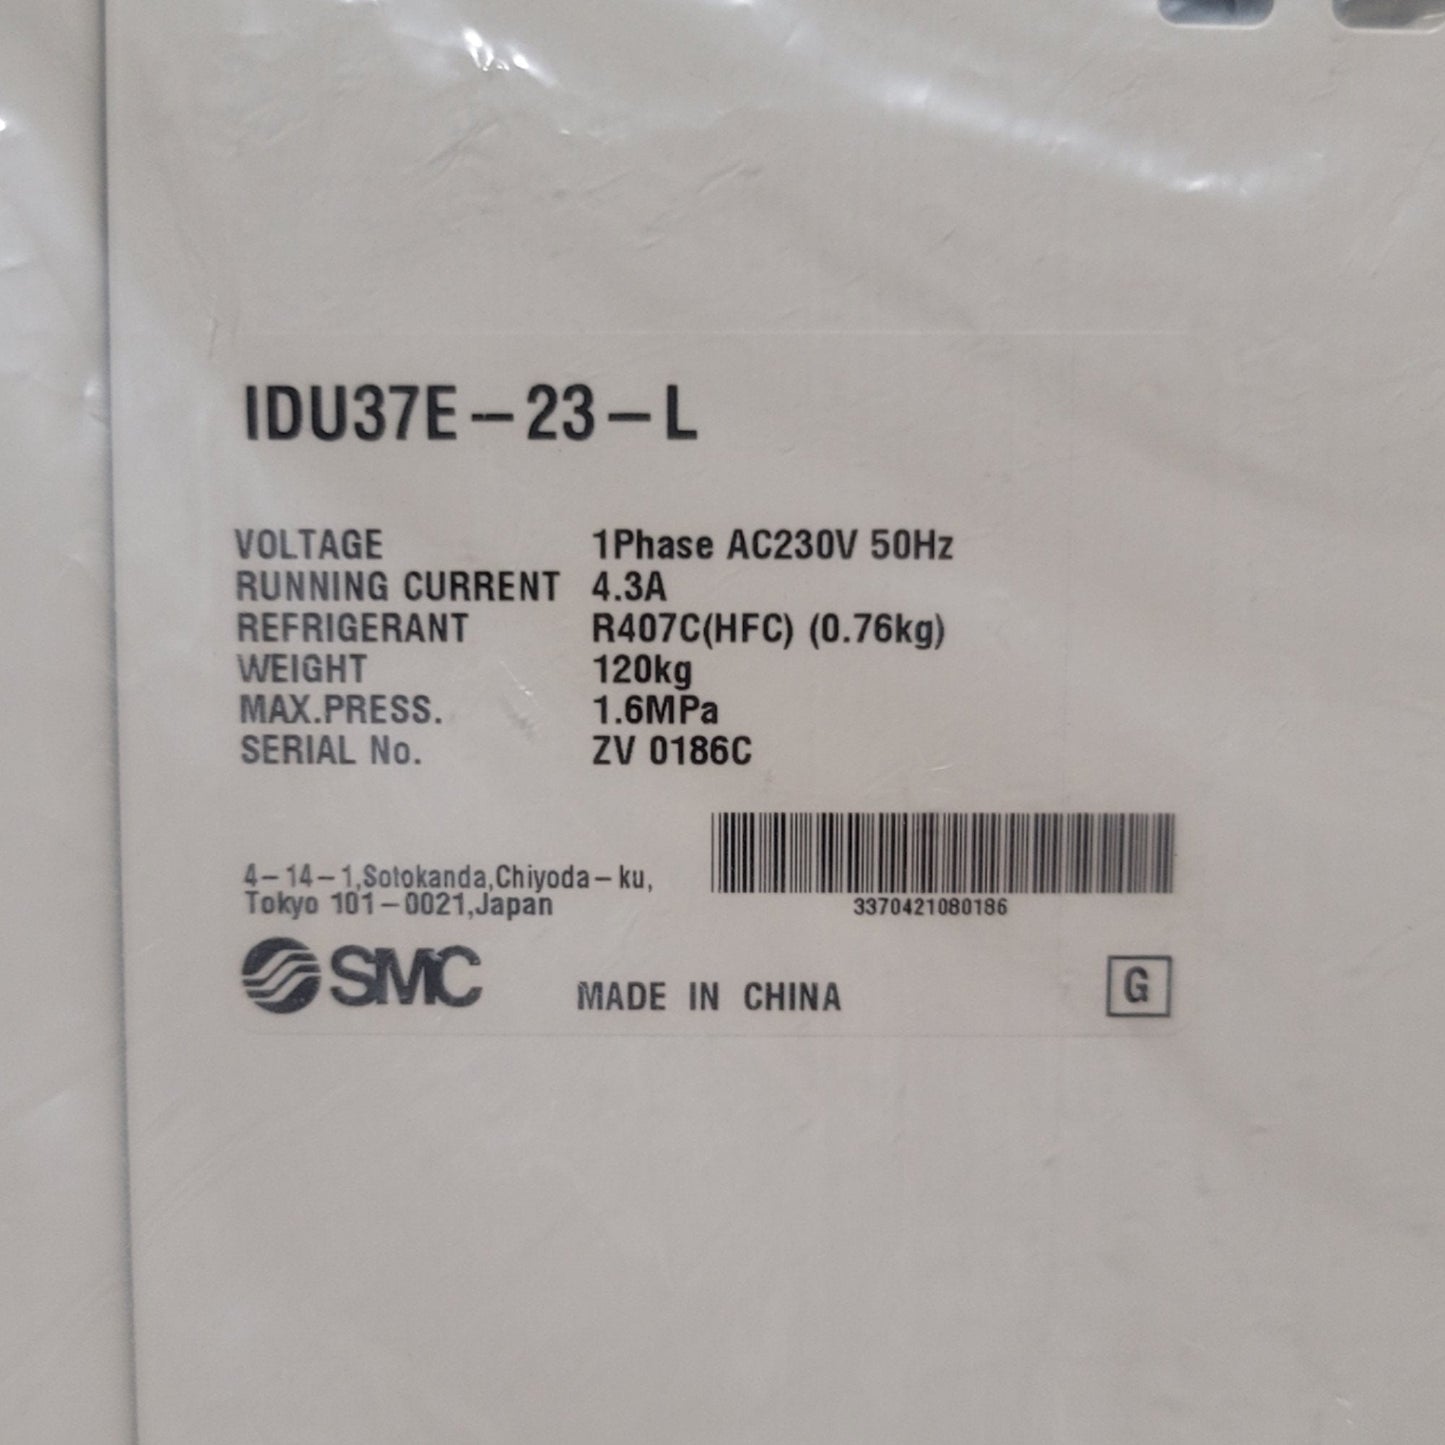 IDU37E-23-L
VOLTAGE 1Phase AC230V 50Hz
RUNNING CURRENT 4.3A
REFRIGERANT R407C(HFC) (0.76kg)
WEIGHT 120kg
MAX.PRESS. 1.6MPa
SERIAL No. ZV 0186C
4-14-1,Sotokanda,Chiyoda-ku,
Tokyo 101-0021,Japan
3370421080186
SMC MADE IN CHINA G